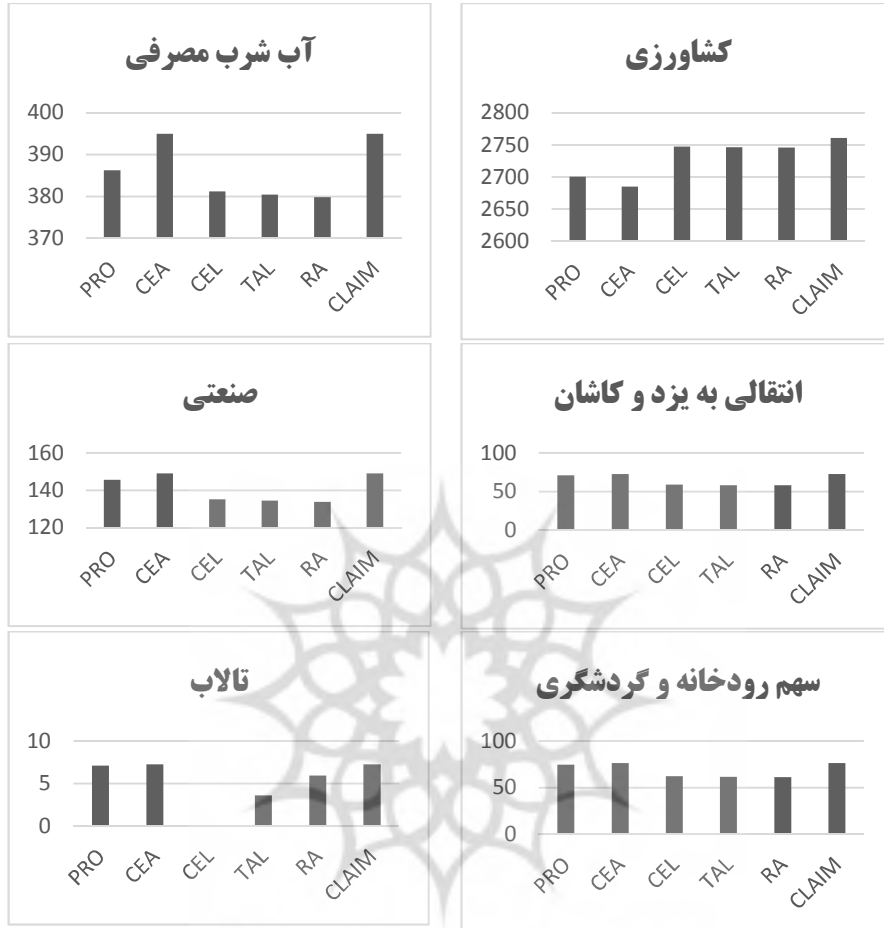 آب شرب مصرفی
400
390
380
370
PRO CEA CEL TAL RA CLAIM
کشاورزی
2800
2750
2700
2650
2600
PRO CEA CEL TAL RA CLAIM
صنعتی
160
140
120
PRO CEA CEL TAL RA CLAIM
انتقالی به یزد و کاشان
100
50
0
PRO CEA CEL TAL RA CLAIM
تالاب
10
5
0
PRO CEA CEL TAL RA CLAIM
سهم رودخانه و گردشگری
100
50
0
PRO CEA CEL TAL RA CLAIM